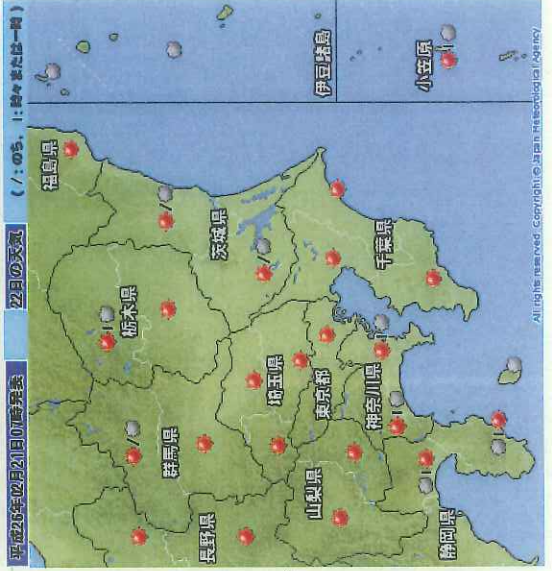 平成26年02月21日07時発表
22日の天気
( /:のち, |:時々または一時 )
福島県
栃木県
群馬県
長野県
茨城県
埼玉県
山梨県
東京都
伊豆諸島
神奈川県
千葉県
小笠原
静岡県
All rights reserved. Copyright © Japan Meteorological Agency